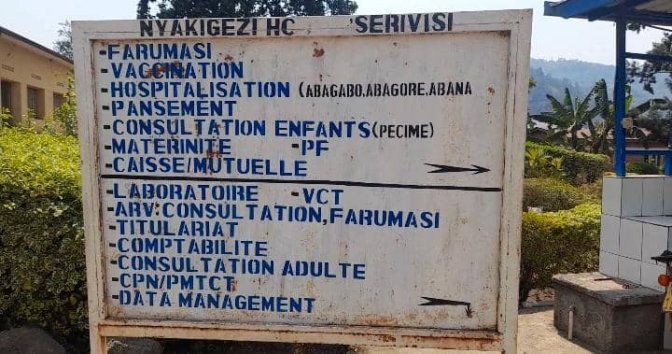 NYAKIGEZI HC SERIVISI
-FARUMASI
-VACCINATION
-HOSPITALISATION (ABAGABO,ABAGORE,ABANA
-PANSEMENT
-CONSULTATION ENFANTS(PECIME)
-MATERINITE -PF
-CAISSE/MUTUELLE
-LABORATOIRE -VCT
-ARV:CONSULTATION,FARUMASI
-TITULARIAT
-COMPTABILITE
-CONSULTATION ADULTE
-CPN/PMTCT
-DATA MANAGEMENT